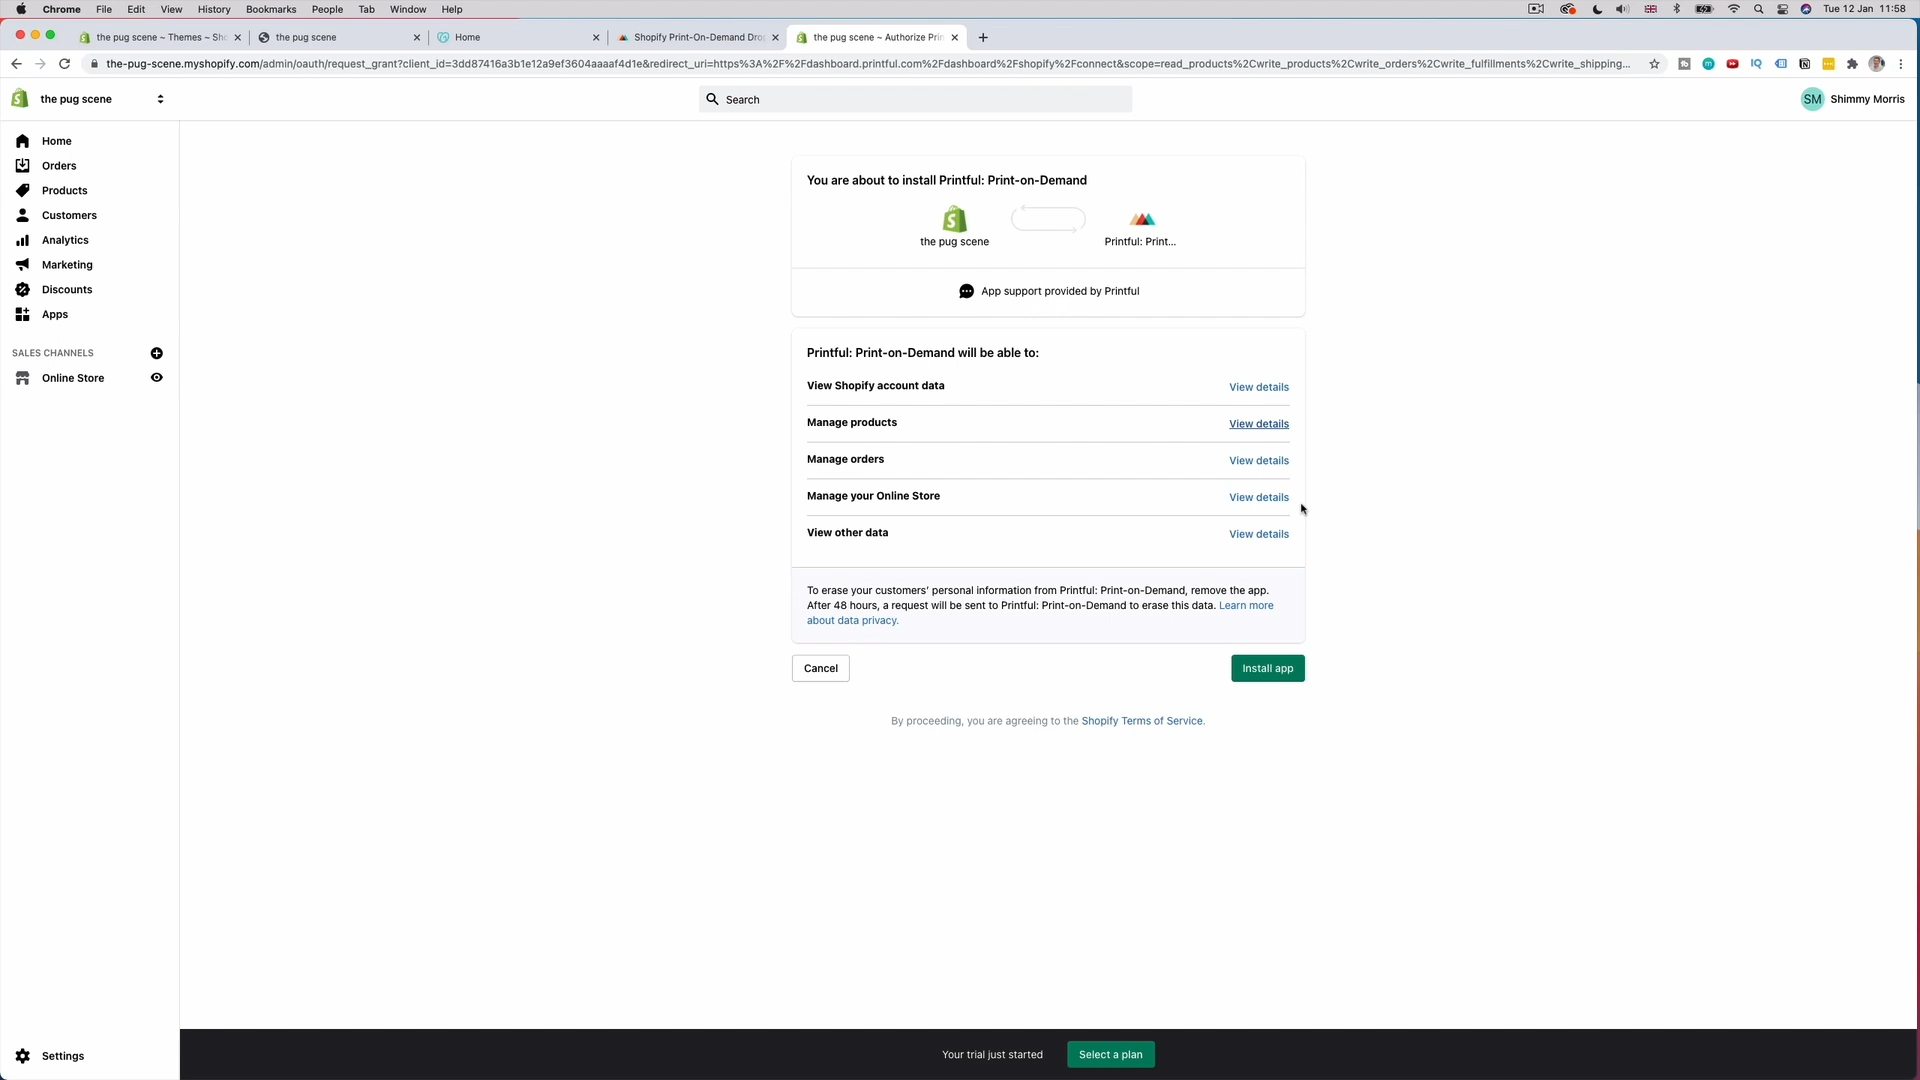 Chrome File Edit View History Bookmarks People Tab Window Help Tue 12 Jan 11:58
the pug scene ~ Themes ~ Sho the pug scene Home Shopify Print-On-Demand Dro the pug scene ~ Authorize Prin
the-pug-scene.myshopify.com/admin/oauth/request_grant?client_id=3dd87416a3b1e12a9ef3604aaaaf4d1e&redirect_uri=https%3A%2F%2Fdashboard.printful.com%2Fdashboard%2Fshopify%2Fconnect&scope=read_products%2Cwrite_products%2Cwrite_orders%2Cwrite_fulfillments%2Cwrite_shipping...
the pug scene
Search
SM Shimmy Morris
Home
Orders
Products
Customers
Analytics
Marketing
Discounts
Apps
SALES CHANNELS
Online Store
Settings
You are about to install Printful: Print-on-Demand
the pug scene Printful: Print...
App support provided by Printful
Printful: Print-on-Demand will be able to:
View Shopify account data View details
Manage products View details
Manage orders View details
Manage your Online Store View details
View other data View details
To erase your customers' personal information from Printful: Print-on-Demand, remove the app.
After 48 hours, a request will be sent to Printful: Print-on-Demand to erase this data. Learn more
about data privacy.
Cancel Install app
By proceeding, you are agreeing to the Shopify Terms of Service.
Your trial just started Select a plan